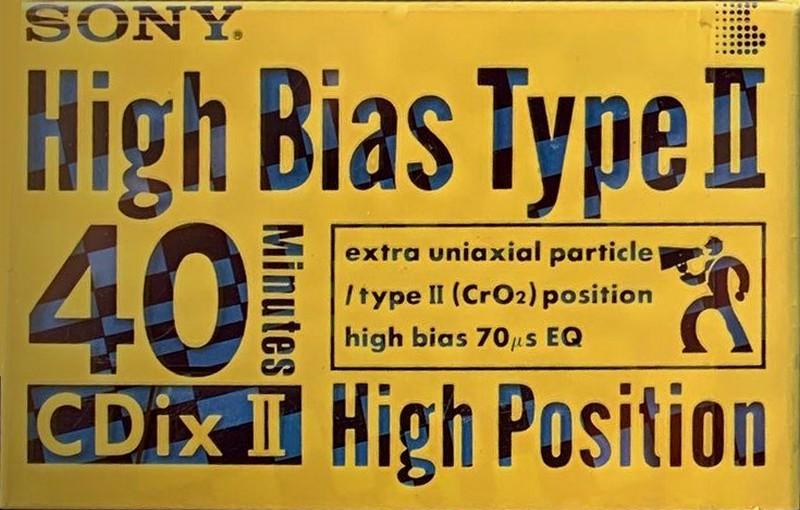 SONY®
High Bias Type II
40 Minutes
extra uniaxial particle
/type II (CrO2) position
high bias 70μs EQ
CDix II
High Position